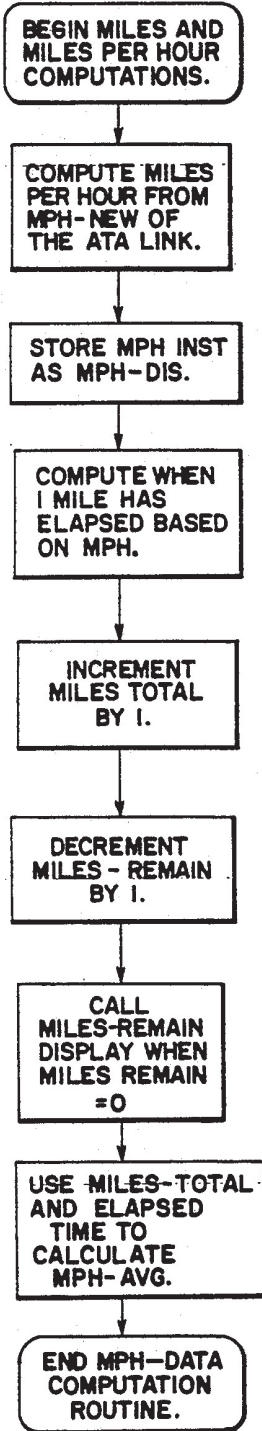 BEGIN MILES AND
MILES PER HOUR
COMPUTATIONS.
COMPUTE MILES
PER HOUR FROM
MPH-NEW OF
THE ATA LINK.
STORE MPH INST
AS MPH-DIS.
COMPUTE WHEN
1 MILE HAS
ELAPSED BASED
ON MPH.
INCREMENT
MILES TOTAL
BY 1.
DECREMENT
MILES - REMAIN
BY 1.
CALL
MILES-REMAIN
DISPLAY WHEN
MILES REMAIN
=0
USE MILES-TOTAL
AND ELAPSED
TIME TO
CALCULATE
MPH-AVG.
END MPH-DATA
COMPUTATION
ROUTINE.